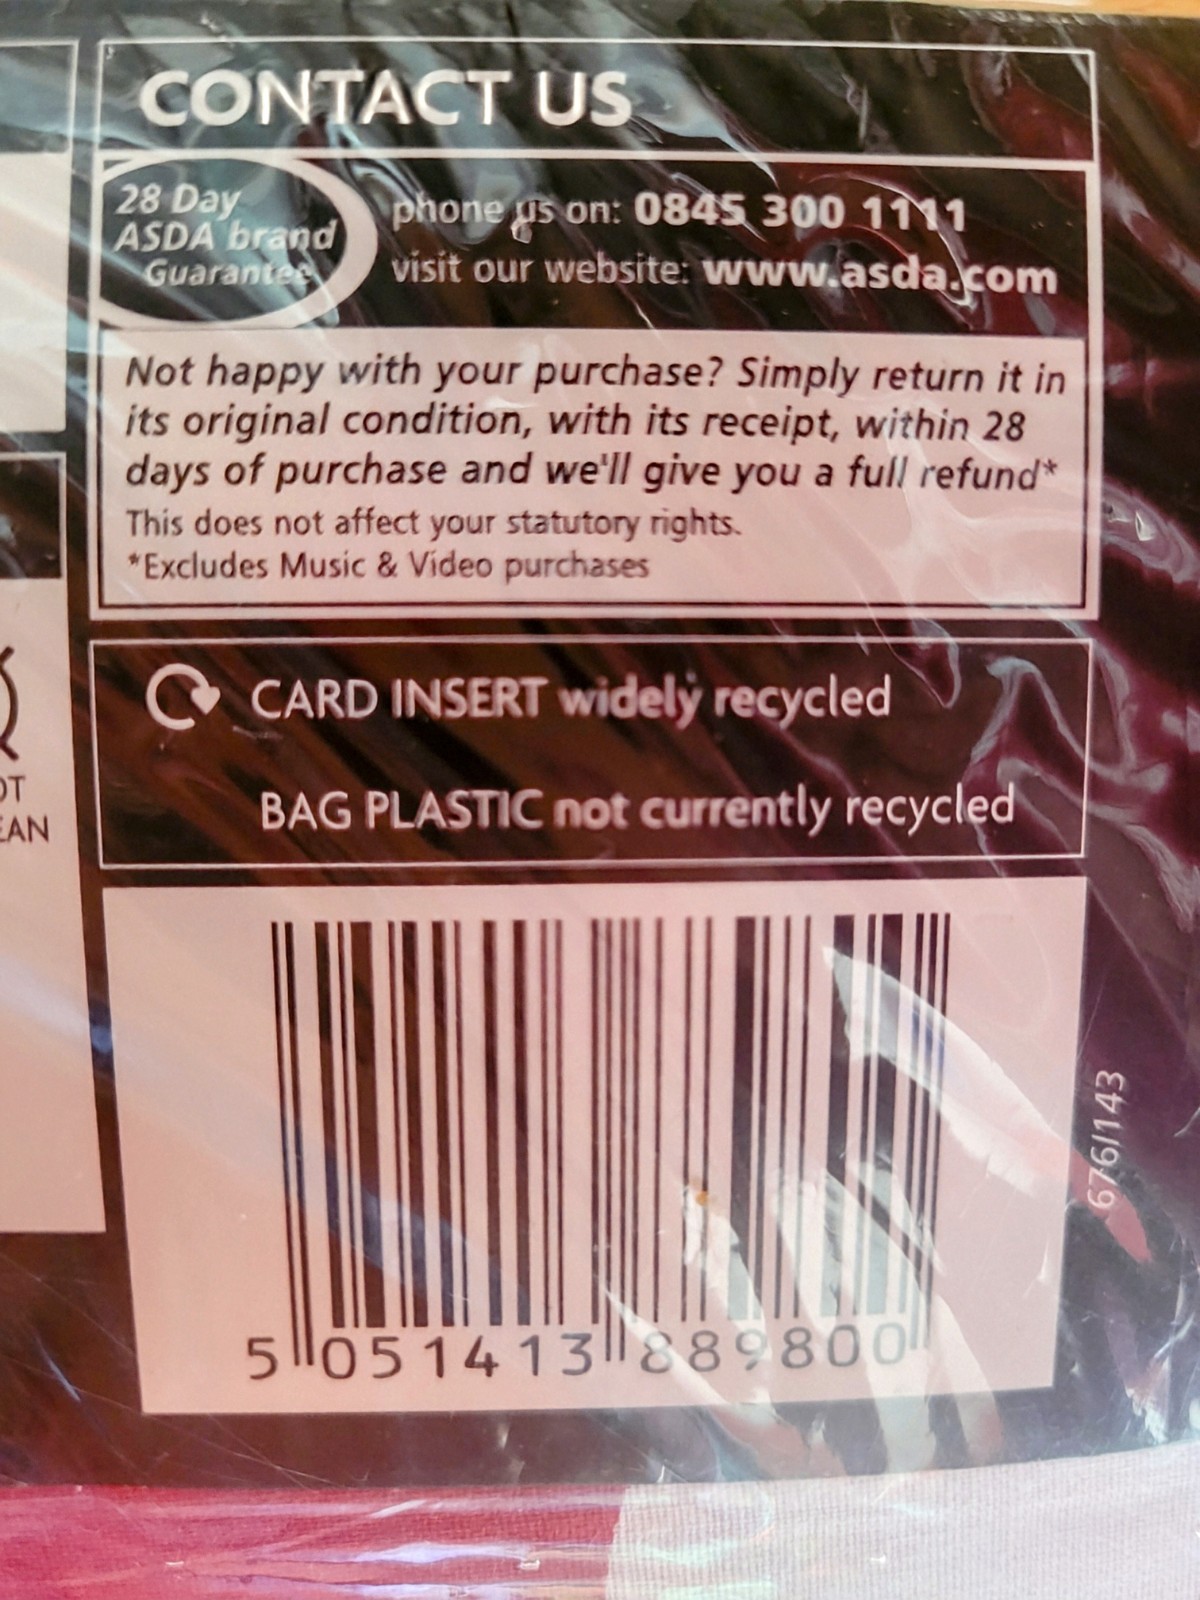 CONTACT US
28 Day
ASDA brand
Guarantee
phone us on: 0845 300 1111
visit our website: www.asda.com
Not happy with your purchase? Simply return it in
its original condition, with its receipt, within 28
days of purchase and we'll give you a full refund*
This does not affect your statutory rights.
*Excludes Music & Video purchases
CARD INSERT widely recycled
BAG PLASTIC not currently recycled
OT
EAN
676/143
5 051413 889800